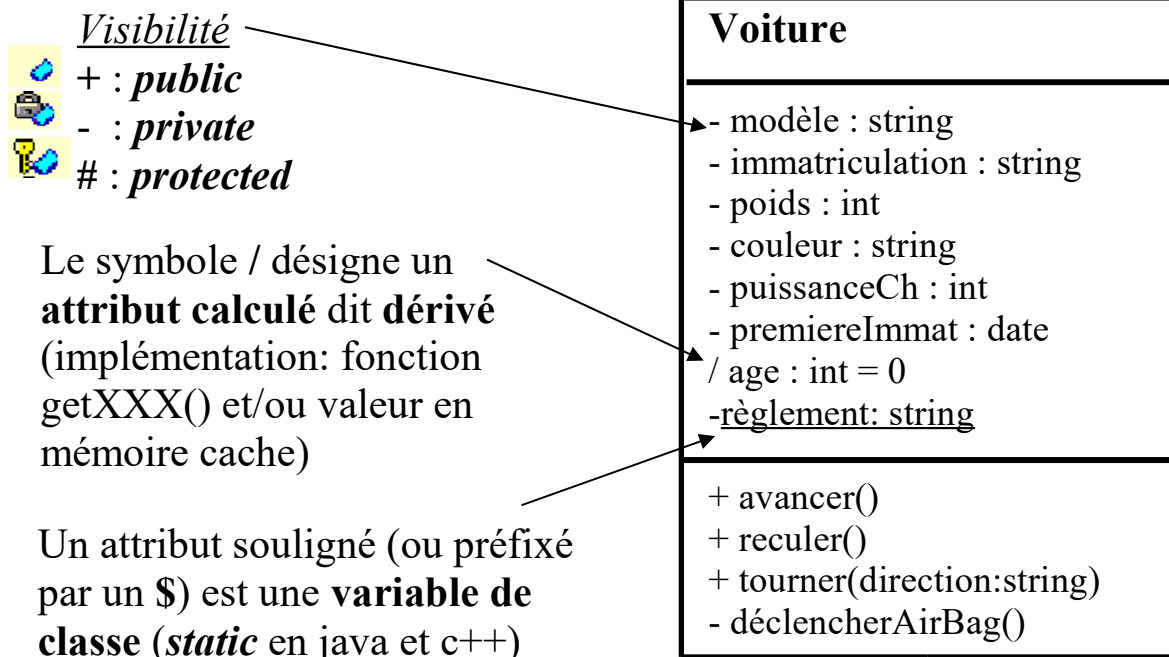 Visibilité
+ : public
- : private
# : protected
Le symbole / désigne un
attribut calculé dit dérivé
(implémentation: fonction
getXXX() et/ou valeur en
mémoire cache)
Un attribut souligné (ou préfixé
par un $) est une variable de
classe (static en java et c++)
Voiture
- modèle : string
- immatriculation : string
- poids : int
- couleur : string
- puissanceCh : int
- premiereImmat : date
/ age : int = 0
-règlement: string
+ avancer()
+ reculer()
+ tourner(direction:string)
- déclencherAirBag()